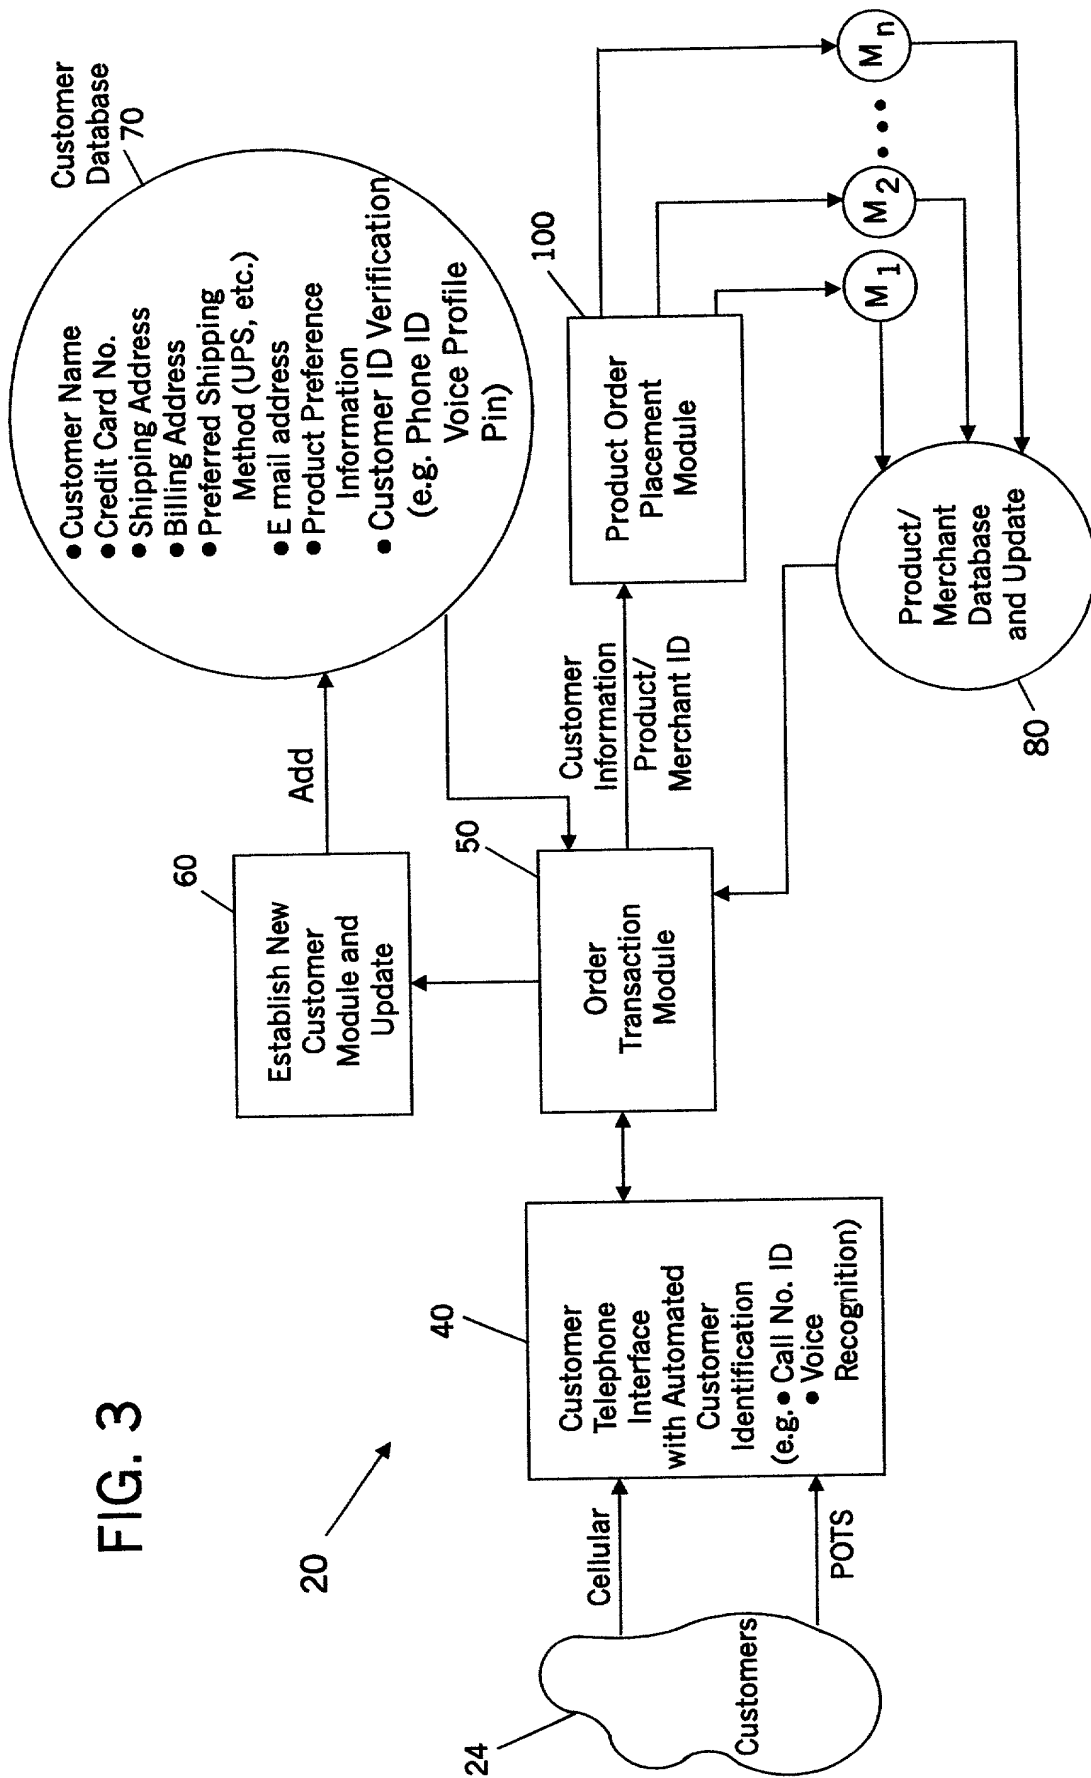 FIG. 3
20
24
Customers
Cellular
POTS
40
Customer
Telephone
Interface
with Automated
Customer
Identification
(e.g. • Call No. ID
• Voice
Recognition)
60
Establish New
Customer
Module and
Update
Add
50
Order
Transaction
Module
Customer
Database
70
• Customer Name
• Credit Card No.
• Shipping Address
• Billing Address
• Preferred Shipping
Method (UPS, etc.)
• E mail address
• Product Preference
Information
• Customer ID Verification
(e.g. Phone ID
Voice Profile
Pin)
Customer
Information
Product/
Merchant ID
100
Product Order
Placement
Module
M1
M2
• • • •
Mn
Product/
Merchant
Database
and Update
80